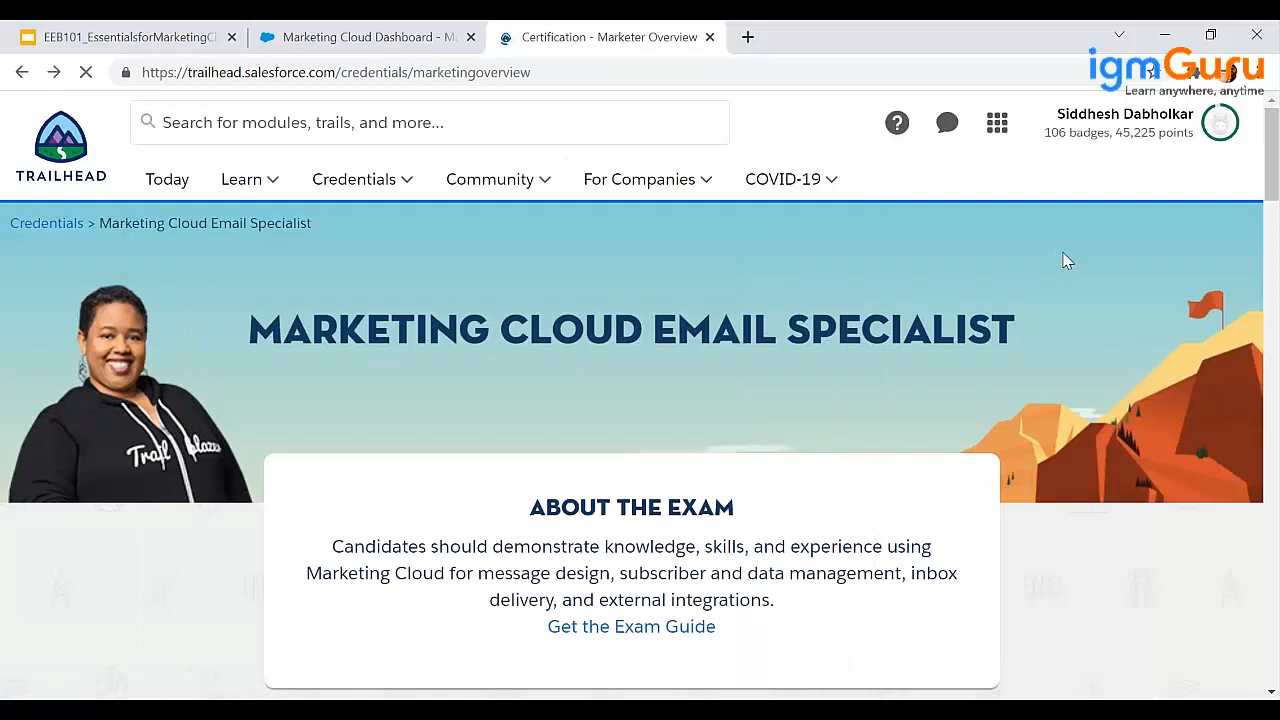 EEB101_EssentialsforMarketingCl
Marketing Cloud Dashboard - Ma
Certification - Marketer Overview
https://trailhead.salesforce.com/credentials/marketingoverview
igmGuru
Learn anywhere, anytime
TRAILHEAD
Search for modules, trails, and more...
Siddhesh Dabholkar
106 badges, 45,225 points
Today
Learn
Credentials
Community
For Companies
COVID-19
Credentials > Marketing Cloud Email Specialist
MARKETING CLOUD EMAIL SPECIALIST
ABOUT THE EXAM
Candidates should demonstrate knowledge, skills, and experience using
Marketing Cloud for message design, subscriber and data management, inbox
delivery, and external integrations.
Get the Exam Guide